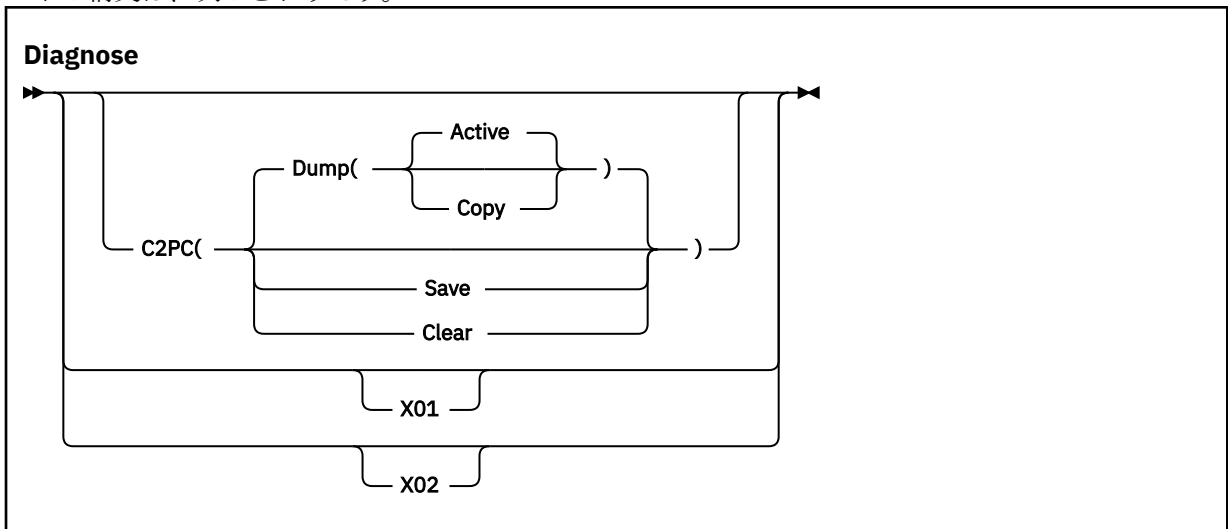 Diagnose
Active
Dump( )
Copy
C2PC( )
Save
Clear
X01
X02